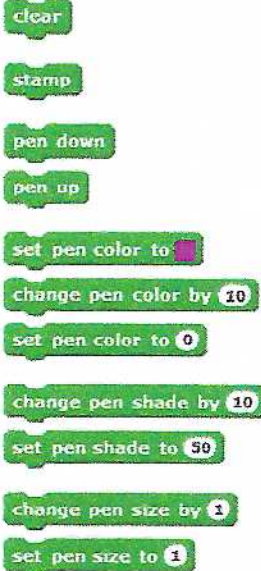 clear
stamp
pen down
pen up
set pen color to
change pen color by 10
set pen color to 0
change pen shade by 10
set pen shade to 50
change pen size by 1
set pen size to 1